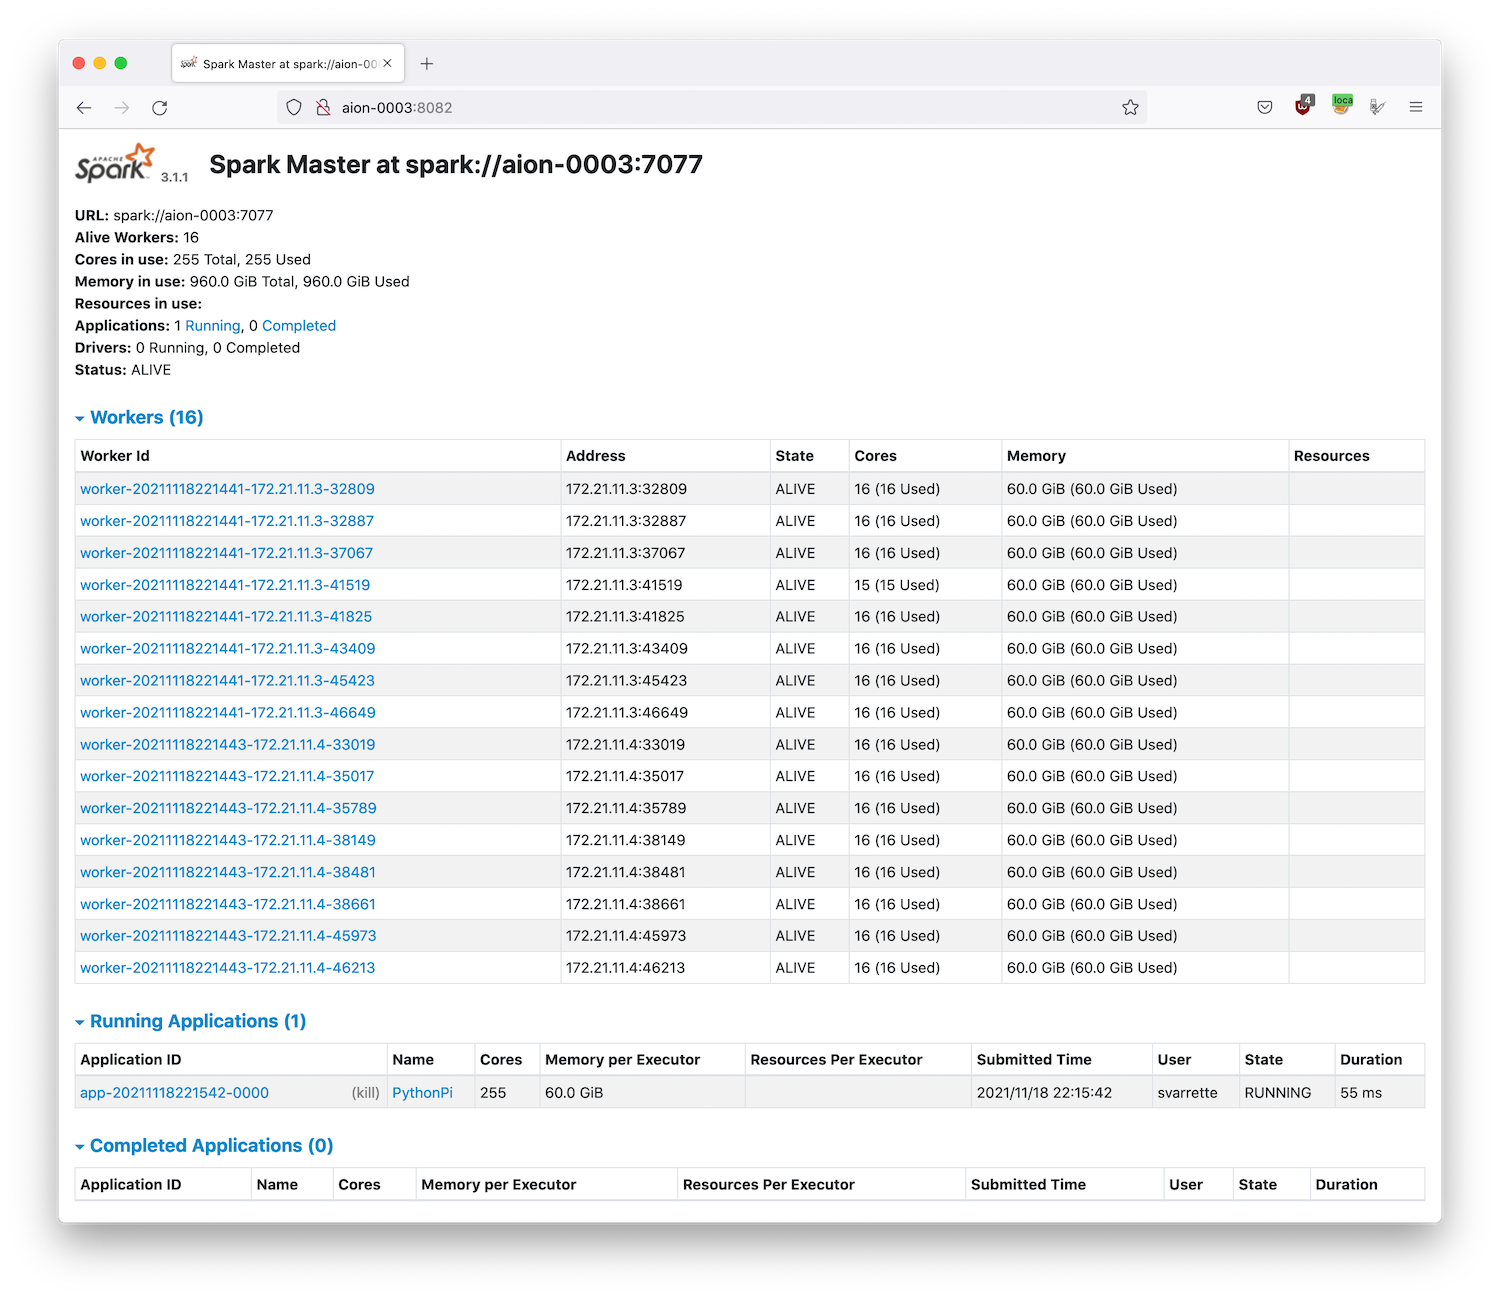 Spark Master at spark://aion-00
aion-0003:8082
4
loca
APACHE Spark 3.1.1 Spark Master at spark://aion-0003:7077
URL: spark://aion-0003:7077
Alive Workers: 16
Cores in use: 255 Total, 255 Used
Memory in use: 960.0 GiB Total, 960.0 GiB Used
Resources in use:
Applications: 1 Running, 0 Completed
Drivers: 0 Running, 0 Completed
Status: ALIVE
Workers (16)
Worker Id Address State Cores Memory Resources
worker-20211118221441-172.21.11.3-32809 172.21.11.3:32809 ALIVE 16 (16 Used) 60.0 GiB (60.0 GiB Used)
worker-20211118221441-172.21.11.3-32887 172.21.11.3:32887 ALIVE 16 (16 Used) 60.0 GiB (60.0 GiB Used)
worker-20211118221441-172.21.11.3-37067 172.21.11.3:37067 ALIVE 16 (16 Used) 60.0 GiB (60.0 GiB Used)
worker-20211118221441-172.21.11.3-41519 172.21.11.3:41519 ALIVE 15 (15 Used) 60.0 GiB (60.0 GiB Used)
worker-20211118221441-172.21.11.3-41825 172.21.11.3:41825 ALIVE 16 (16 Used) 60.0 GiB (60.0 GiB Used)
worker-20211118221441-172.21.11.3-43409 172.21.11.3:43409 ALIVE 16 (16 Used) 60.0 GiB (60.0 GiB Used)
worker-20211118221441-172.21.11.3-45423 172.21.11.3:45423 ALIVE 16 (16 Used) 60.0 GiB (60.0 GiB Used)
worker-20211118221441-172.21.11.3-46649 172.21.11.3:46649 ALIVE 16 (16 Used) 60.0 GiB (60.0 GiB Used)
worker-20211118221443-172.21.11.4-33019 172.21.11.4:33019 ALIVE 16 (16 Used) 60.0 GiB (60.0 GiB Used)
worker-20211118221443-172.21.11.4-35017 172.21.11.4:35017 ALIVE 16 (16 Used) 60.0 GiB (60.0 GiB Used)
worker-20211118221443-172.21.11.4-35789 172.21.11.4:35789 ALIVE 16 (16 Used) 60.0 GiB (60.0 GiB Used)
worker-20211118221443-172.21.11.4-38149 172.21.11.4:38149 ALIVE 16 (16 Used) 60.0 GiB (60.0 GiB Used)
worker-20211118221443-172.21.11.4-38481 172.21.11.4:38481 ALIVE 16 (16 Used) 60.0 GiB (60.0 GiB Used)
worker-20211118221443-172.21.11.4-38661 172.21.11.4:38661 ALIVE 16 (16 Used) 60.0 GiB (60.0 GiB Used)
worker-20211118221443-172.21.11.4-45973 172.21.11.4:45973 ALIVE 16 (16 Used) 60.0 GiB (60.0 GiB Used)
worker-20211118221443-172.21.11.4-46213 172.21.11.4:46213 ALIVE 16 (16 Used) 60.0 GiB (60.0 GiB Used)
Running Applications (1)
Application ID Name Cores Memory per Executor Resources Per Executor Submitted Time User State Duration
app-20211118221542-0000 (kill) PythonPi 255 60.0 GiB 2021/11/18 22:15:42 svarrette RUNNING 55 ms
Completed Applications (0)
Application ID Name Cores Memory per Executor Resources Per Executor Submitted Time User State Duration